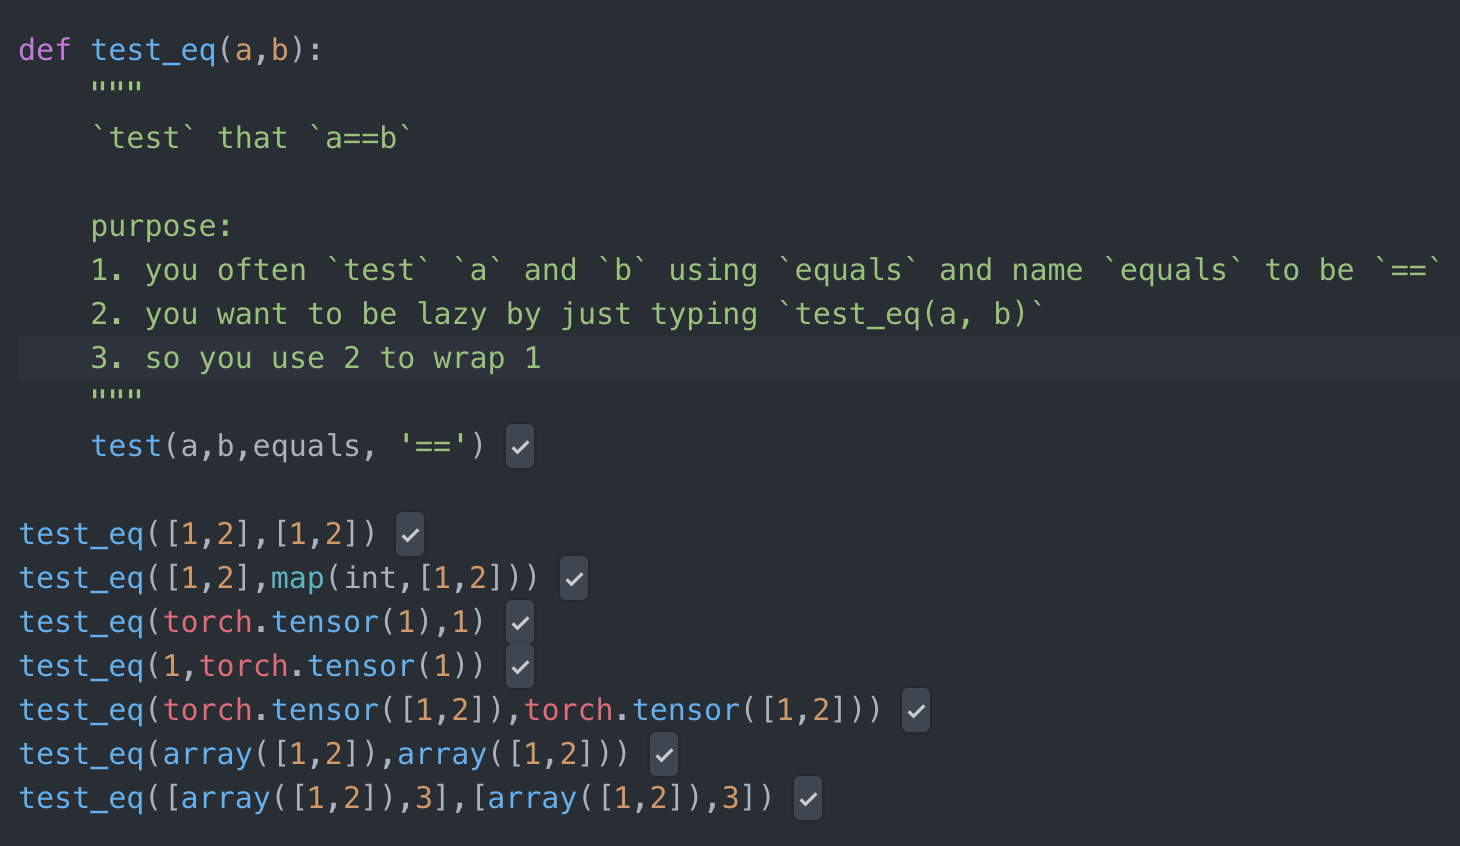 def test_eq(a,b):
    """
    `test` that `a==b`

    purpose:
    1. you often `test` `a` and `b` using `equals` and name `equals` to be `==`
    2. you want to be lazy by just typing `test_eq(a, b)`
    3. so you use 2 to wrap 1
    """
    test(a,b,equals, '==') ✓

test_eq([1,2],[1,2]) ✓
test_eq([1,2],map(int,[1,2])) ✓
test_eq(torch.tensor(1),1) ✓
test_eq(1,torch.tensor(1)) ✓
test_eq(torch.tensor([1,2]),torch.tensor([1,2])) ✓
test_eq(array([1,2]),array([1,2])) ✓
test_eq([array([1,2]),3],[array([1,2]),3]) ✓